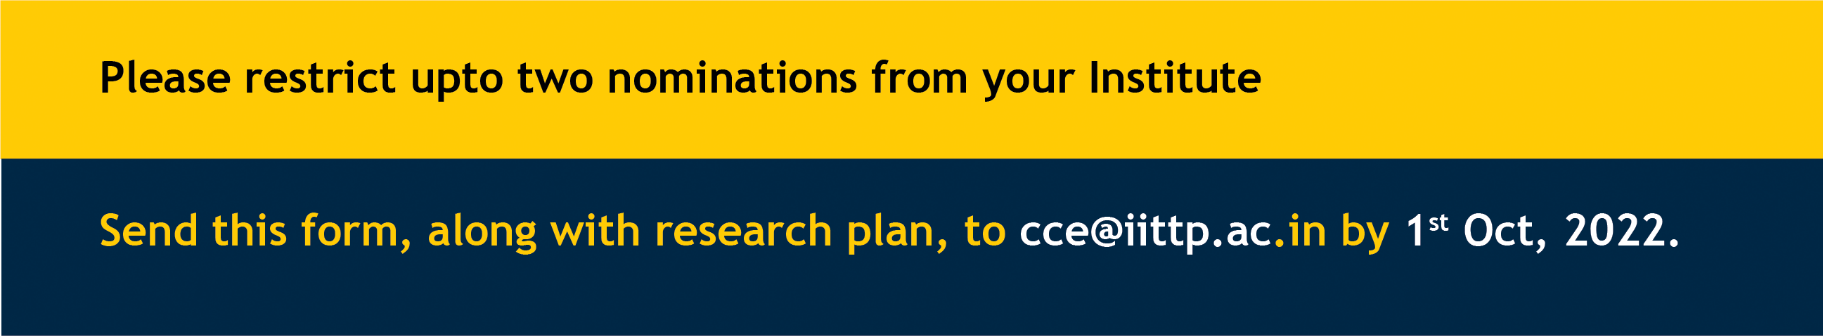 Please restrict upto two nominations from your Institute
Send this form, along with research plan, to cce@iittp.ac.in by 1st Oct, 2022.